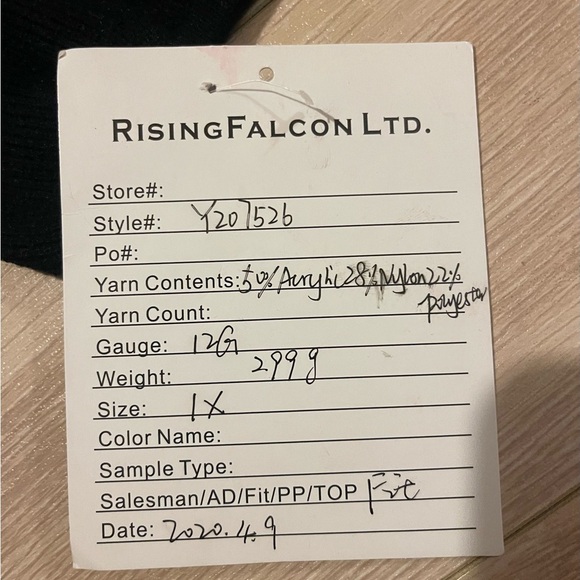 RISINGFALCON LTD.
Store#:
Style#: Y207526
Po#:
Yarn Contents: 50% Acrylic 28% Nylon 22%
polyester
Yarn Count:
Gauge: 12G
Weight: 299g
Size: 1X
Color Name:
Sample Type:
Salesman/AD/Fit/PP/TOP Fit
Date: 2020.4.9